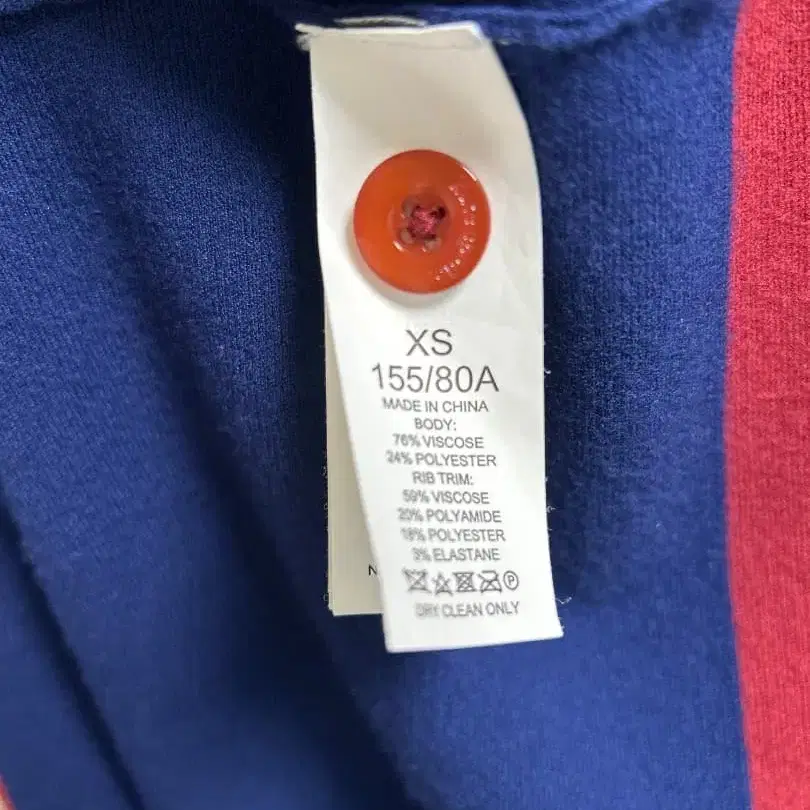 XS
155/80A
MADE IN CHINA
BODY:
76% VISCOSE
24% POLYESTER
RIB TRIM:
59% VISCOSE
20% POLYAMIDE
18% POLYESTER
3% ELASTANE
P
DRY CLEAN ONLY
N